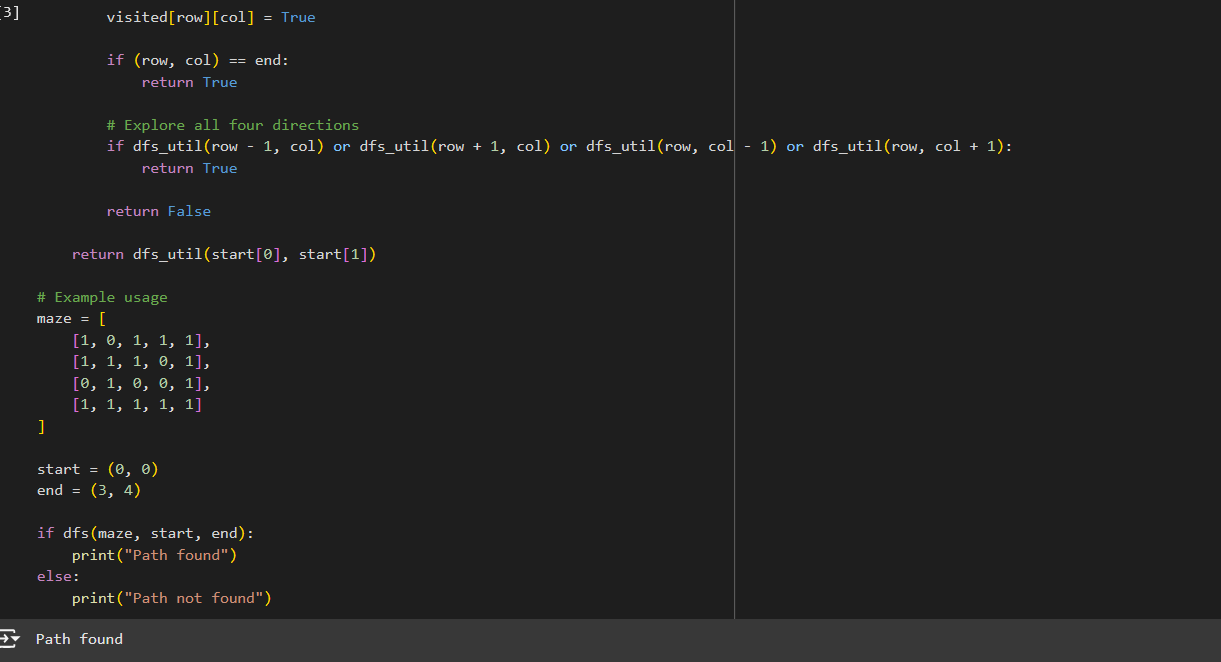 [3]
        visited[row][col] = True

        if (row, col) == end:
            return True

        # Explore all four directions
        if dfs_util(row - 1, col) or dfs_util(row + 1, col) or dfs_util(row, col - 1) or dfs_util(row, col + 1):
            return True

        return False

    return dfs_util(start[0], start[1])

# Example usage
maze = [
    [1, 0, 1, 1, 1],
    [1, 1, 1, 0, 1],
    [0, 1, 0, 0, 1],
    [1, 1, 1, 1, 1]
]

start = (0, 0)
end = (3, 4)

if dfs(maze, start, end):
    print("Path found")
else:
    print("Path not found")

Path found